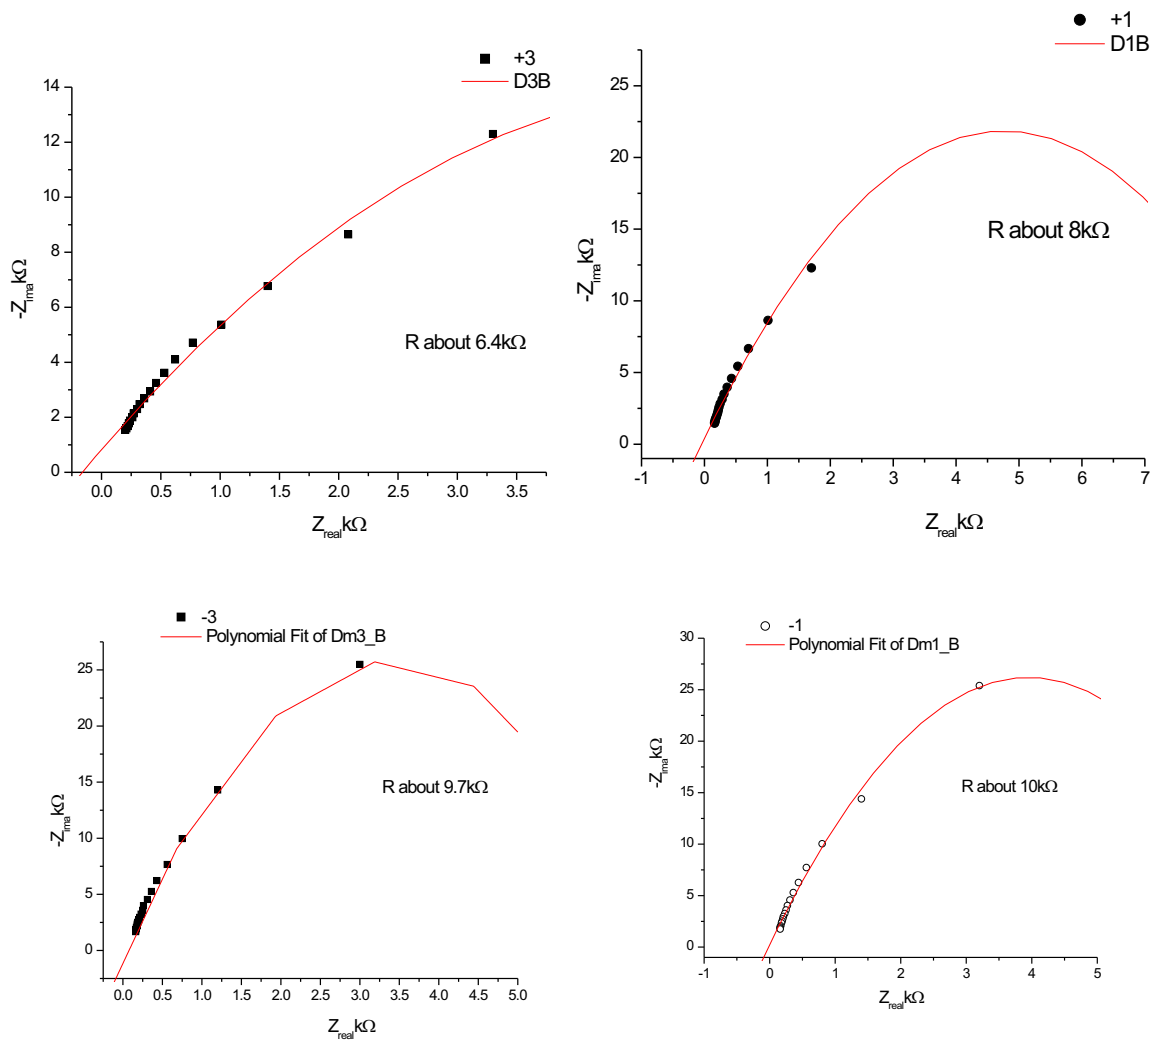 +3
D3B
14
12
10
8
6
4
2
0
-Z_ima kΩ
R about 6.4kΩ
0.0 0.5 1.0 1.5 2.0 2.5 3.0 3.5
Z_real kΩ
+1
D1B
25
20
15
10
5
0
-Z_ima kΩ
R about 8kΩ
-1 0 1 2 3 4 5 6 7
Z_real kΩ
-3
Polynomial Fit of Dm3_B
25
20
15
10
5
0
-Z_ima kΩ
R about 9.7kΩ
0.0 0.5 1.0 1.5 2.0 2.5 3.0 3.5 4.0 4.5 5.0
Z_real kΩ
-1
Polynomial Fit of Dm1_B
30
25
20
15
10
5
0
-Z_ima kΩ
R about 10kΩ
-1 0 1 2 3 4 5
Z_real kΩ